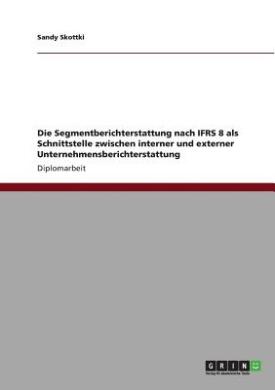 Sandy Skottki
Die Segmentberichterstattung nach IFRS 8 als
Schnittstelle zwischen interner und externer
Unternehmensberichterstattung
Diplomarbeit
GRIN